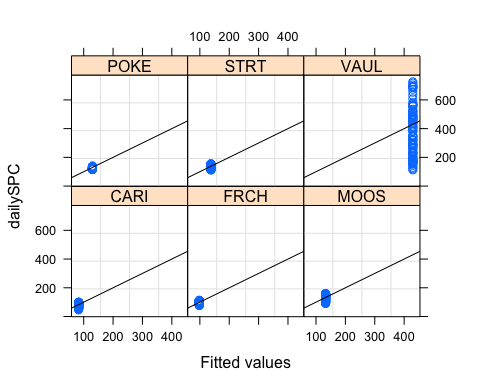 100 200 300 400
POKE STRT VAUL
600
400
200
dailySPC
CARI FRCH MOOS
600
400
200
100 200 300 400 100 200 300 400
Fitted values